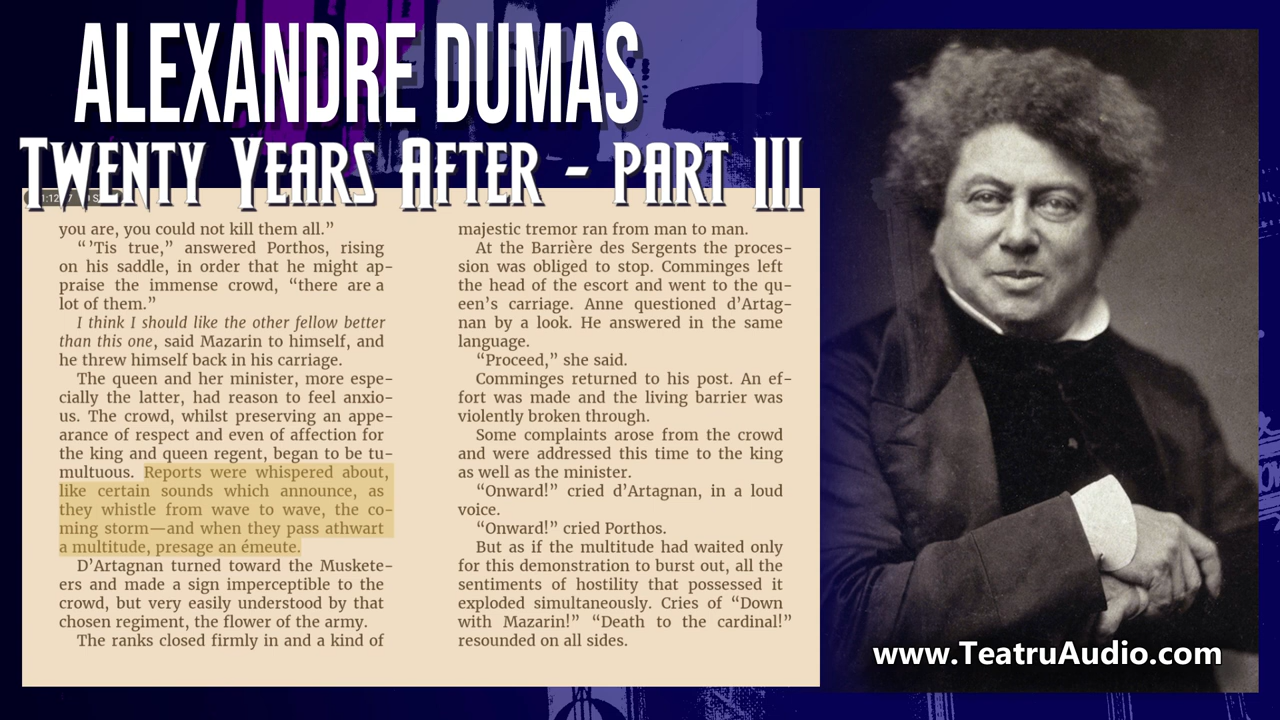 ALEXANDRE DUMAS
TWENTY YEARS AFTER - PART III
you are, you could not kill them all.”
“ ’Tis true,” answered Porthos, rising
on his saddle, in order that he might ap-
praise the immense crowd, “there are a
lot of them.”
I think I should like the other fellow better
than this one, said Mazarin to himself, and
he threw himself back in his carriage.
The queen and her minister, more espe-
cially the latter, had reason to feel anxio-
us. The crowd, whilst preserving an appe-
arance of respect and even of affection for
the king and queen regent, began to be tu-
multuous. Reports were whispered about,
like certain sounds which announce, as
they whistle from wave to wave, the co-
ming storm—and when they pass athwart
a multitude, presage an émeute.
D’Artagnan turned toward the Muskete-
ers and made a sign imperceptible to the
crowd, but very easily understood by that
chosen regiment, the flower of the army.
The ranks closed firmly in and a kind of
majestic tremor ran from man to man.
At the Barrière des Sergents the proces-
sion was obliged to stop. Comminges left
the head of the escort and went to the qu-
een’s carriage. Anne questioned d’Artag-
nan by a look. He answered in the same
language.
“Proceed,” she said.
Comminges returned to his post. An ef-
fort was made and the living barrier was
violently broken through.
Some complaints arose from the crowd
and were addressed this time to the king
as well as the minister.
“Onward!” cried d’Artagnan, in a loud
voice.
“Onward!” cried Porthos.
But as if the multitude had waited only
for this demonstration to burst out, all the
sentiments of hostility that possessed it
exploded simultaneously. Cries of “Down
with Mazarin!” “Death to the cardinal!”
resounded on all sides.
www.TeatruAudio.com